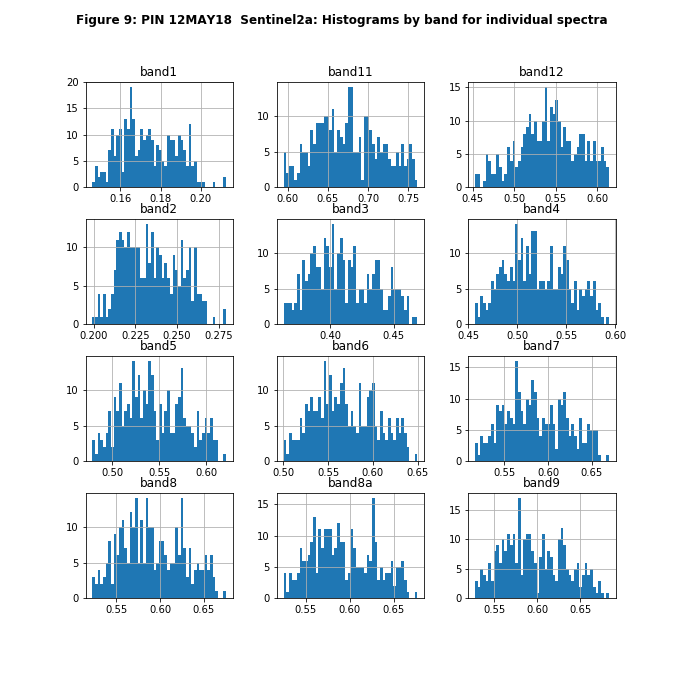 Figure 9: PIN 12MAY18  Sentinel2a: Histograms by band for individual spectra
band1
band11
band12
20
15
10
5
0
0.16 0.18 0.20
10
5
0
0.60 0.65 0.70 0.75
15
10
5
0
0.45 0.50 0.55 0.60
band2
band3
band4
10
5
0
0.200 0.225 0.250 0.275
10
5
0
0.40 0.45
10
5
0
0.45 0.50 0.55 0.60
band5
band6
band7
10
5
0
0.50 0.55 0.60
10
5
0
0.50 0.55 0.60 0.65
15
10
5
0
0.55 0.60 0.65
band8
band8a
band9
10
5
0
0.55 0.60 0.65
15
10
5
0
0.55 0.60 0.65
15
10
5
0
0.55 0.60 0.65